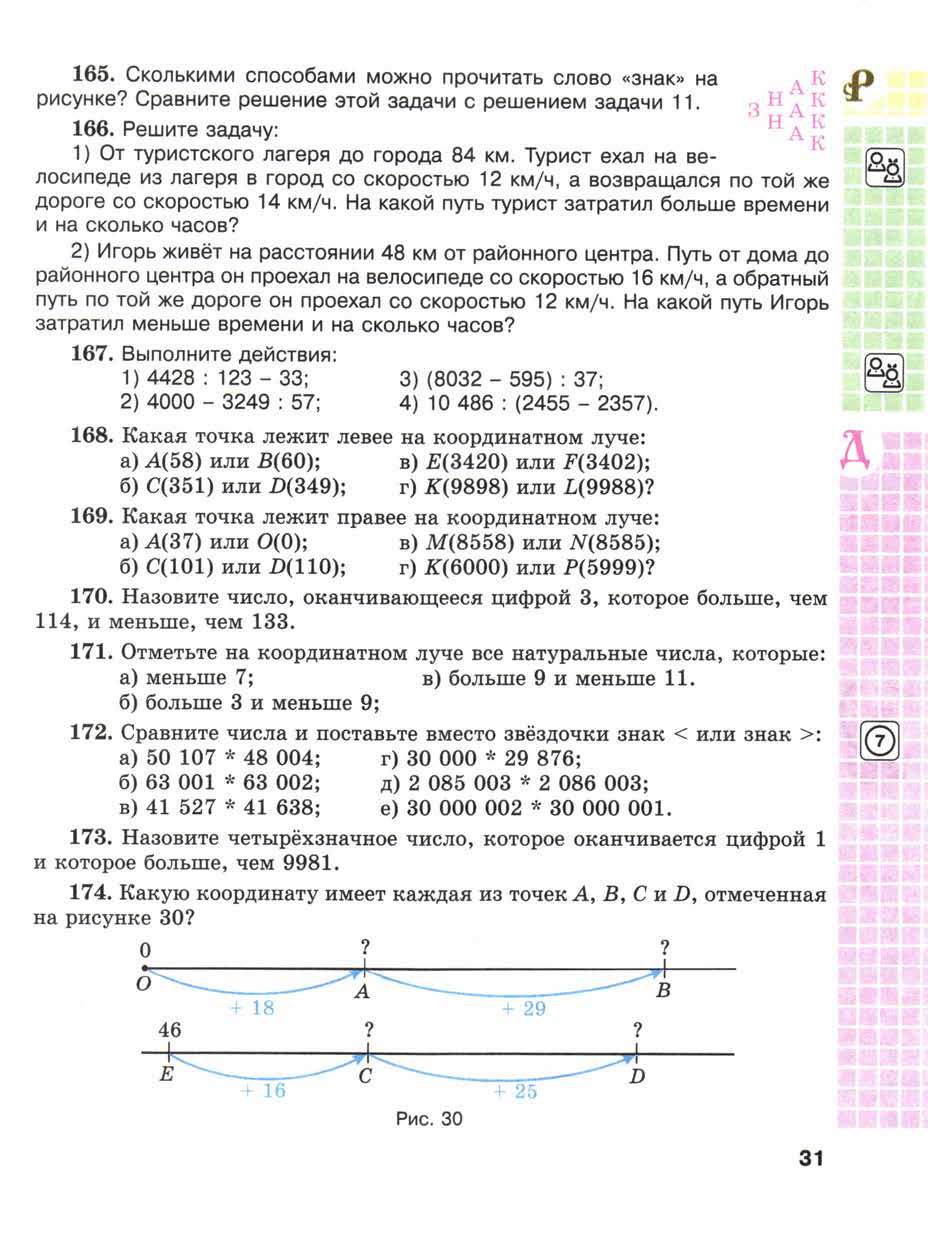 165. Сколькими способами можно прочитать слово «знак» на
рисунке? Сравните решение этой задачи с решением задачи 11.
К
А
Н К
З А
Н К
А
К
166. Решите задачу:
1) От туристского лагеря до города 84 км. Турист ехал на ве-
лосипеде из лагеря в город со скоростью 12 км/ч, а возвращался по той же
дороге со скоростью 14 км/ч. На какой путь турист затратил больше времени
и на сколько часов?
2) Игорь живёт на расстоянии 48 км от районного центра. Путь от дома до
районного центра он проехал на велосипеде со скоростью 16 км/ч, а обратный
путь по той же дороге он проехал со скоростью 12 км/ч. На какой путь Игорь
затратил меньше времени и на сколько часов?
167. Выполните действия:
1) 4428 : 123 – 33; 3) (8032 – 595) : 37;
2) 4000 – 3249 : 57; 4) 10 486 : (2455 – 2357).
Д
168. Какая точка лежит левее на координатном луче:
а) A(58) или B(60); в) E(3420) или F(3402);
б) C(351) или D(349); г) K(9898) или L(9988)?
169. Какая точка лежит правее на координатном луче:
а) A(37) или O(0); в) M(8558) или N(8585);
б) C(101) или D(110); г) K(6000) или P(5999)?
170. Назовите число, оканчивающееся цифрой 3, которое больше, чем
114, и меньше, чем 133.
171. Отметьте на координатном луче все натуральные числа, которые:
а) меньше 7; в) больше 9 и меньше 11.
б) больше 3 и меньше 9;
172. Сравните числа и поставьте вместо звёздочки знак < или знак >:
7
а) 50 107 * 48 004; г) 30 000 * 29 876;
б) 63 001 * 63 002; д) 2 085 003 * 2 086 003;
в) 41 527 * 41 638; е) 30 000 002 * 30 000 001.
173. Назовите четырёхзначное число, которое оканчивается цифрой 1
и которое больше, чем 9981.
174. Какую координату имеет каждая из точек A, B, C и D, отмеченная
на рисунке 30?
0 ? ?
O A B
+ 18 + 29
46 ? ?
E C D
+ 16 + 25
Рис. 30
31